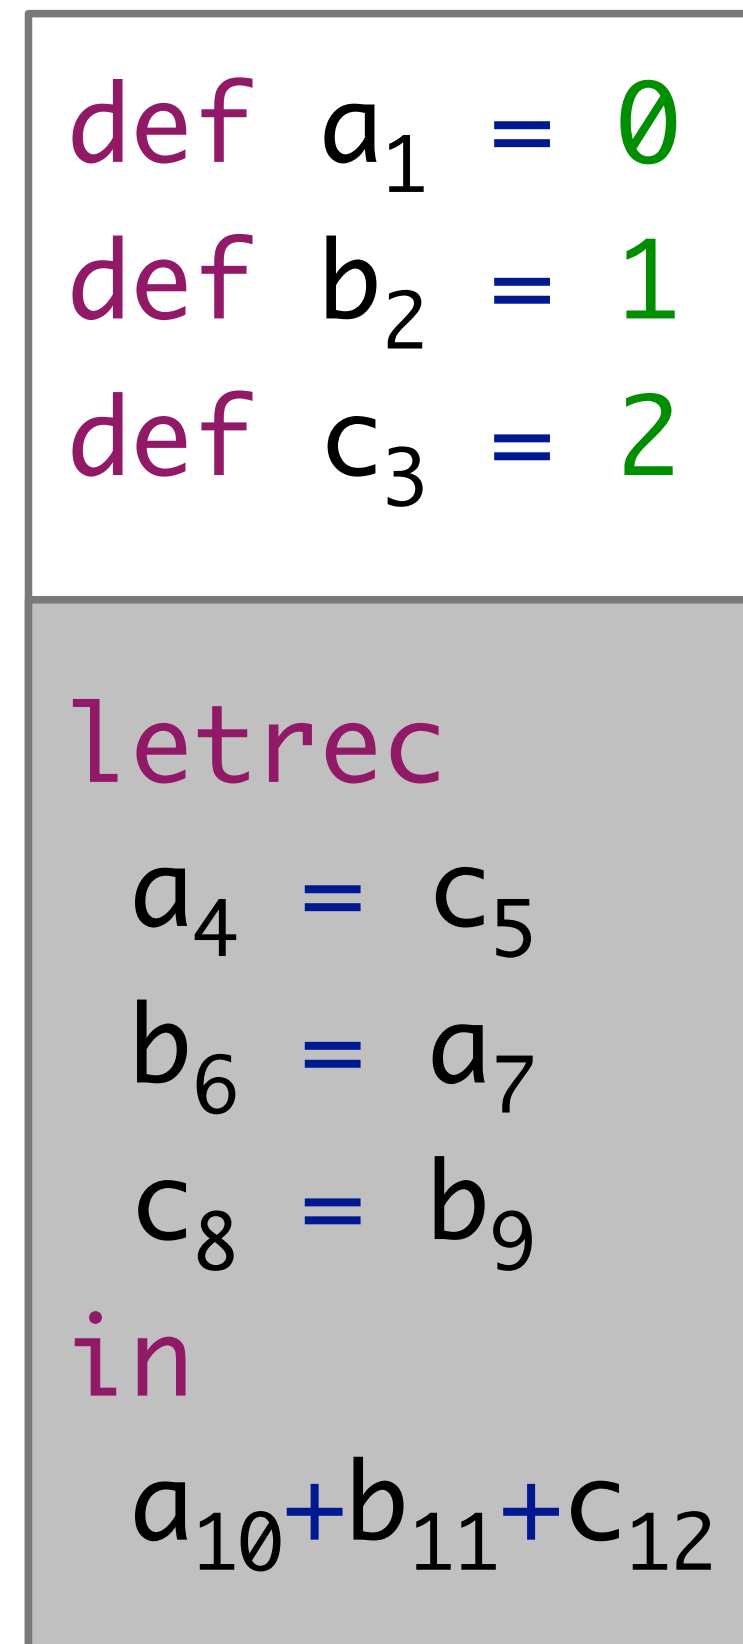 def a₁ = 0
def b₂ = 1
def c₃ = 2
letrec
a₄ = c₅
b₆ = a₇
c₈ = b₉
in
a₁₀+b₁₁+c₁₂